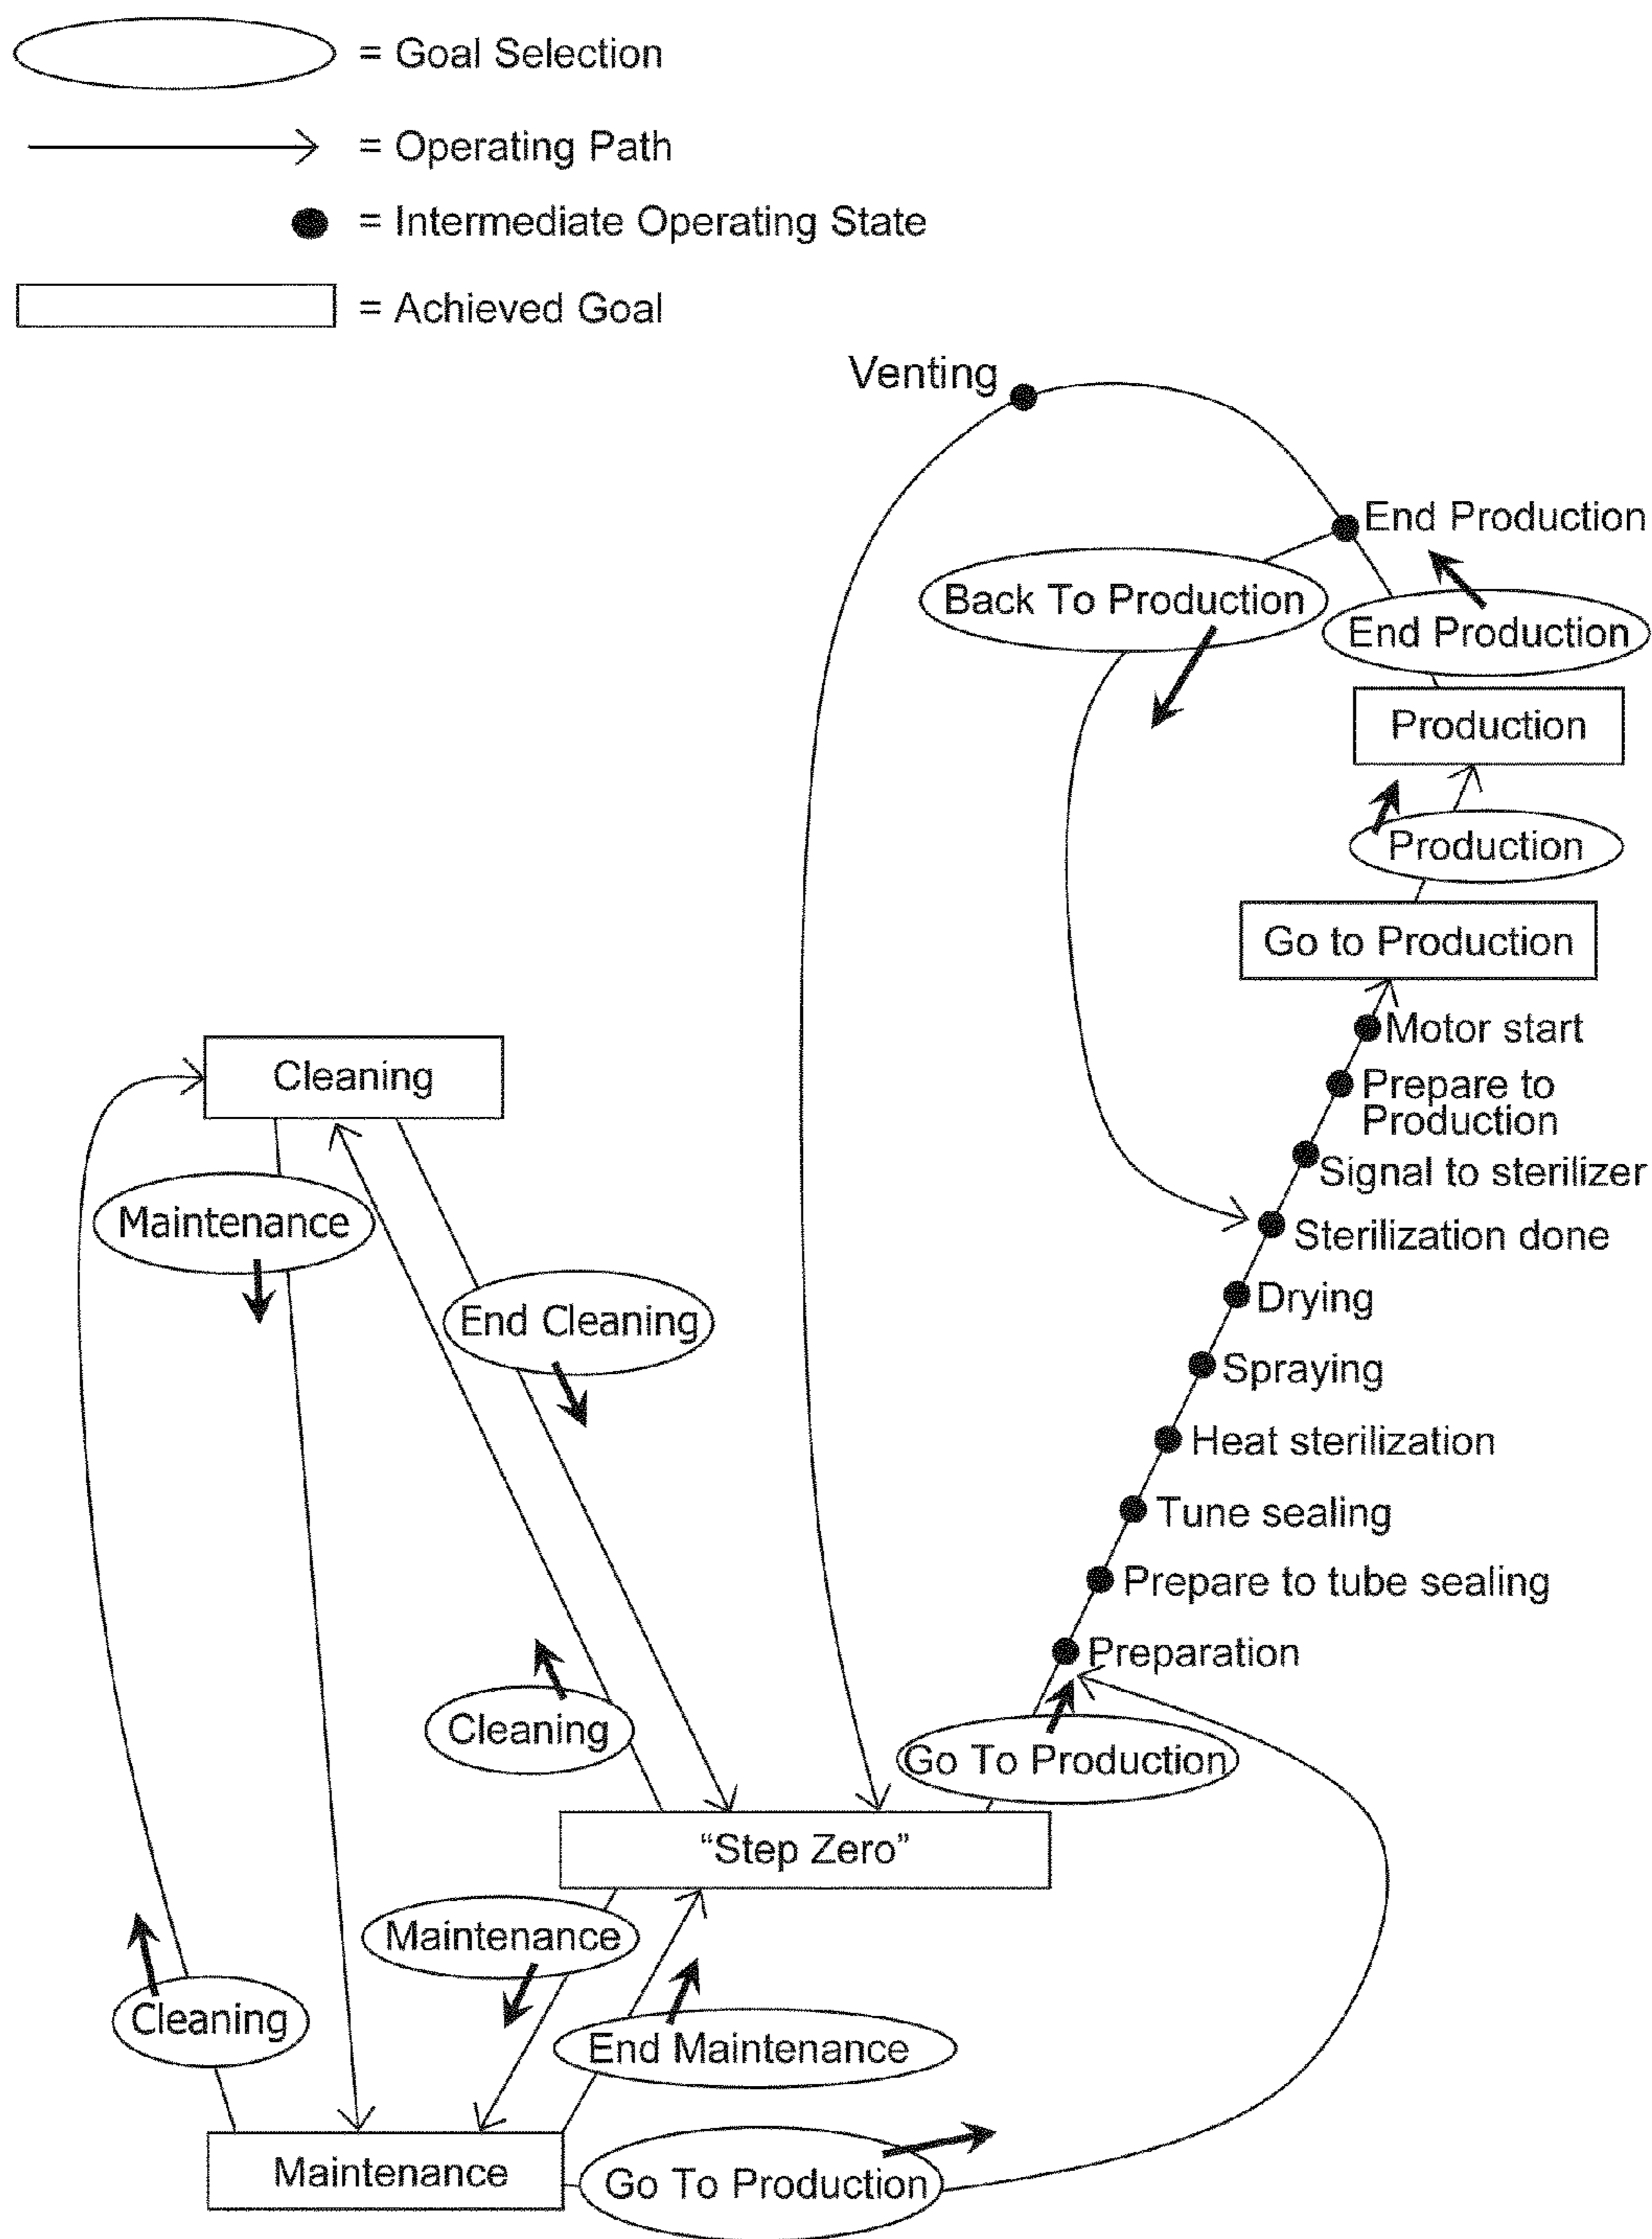 = Goal Selection
= Operating Path
= Intermediate Operating State
= Achieved Goal
Venting
End Production
Back To Production
End Production
Production
Production
Go to Production
Motor start
Prepare to
Production
Signal to sterilizer
Sterilization done
Drying
Spraying
Heat sterilization
Tune sealing
Prepare to tube sealing
Preparation
Go To Production
Cleaning
Maintenance
End Cleaning
Cleaning
“Step Zero”
Maintenance
End Maintenance
Cleaning
Maintenance
Go To Production